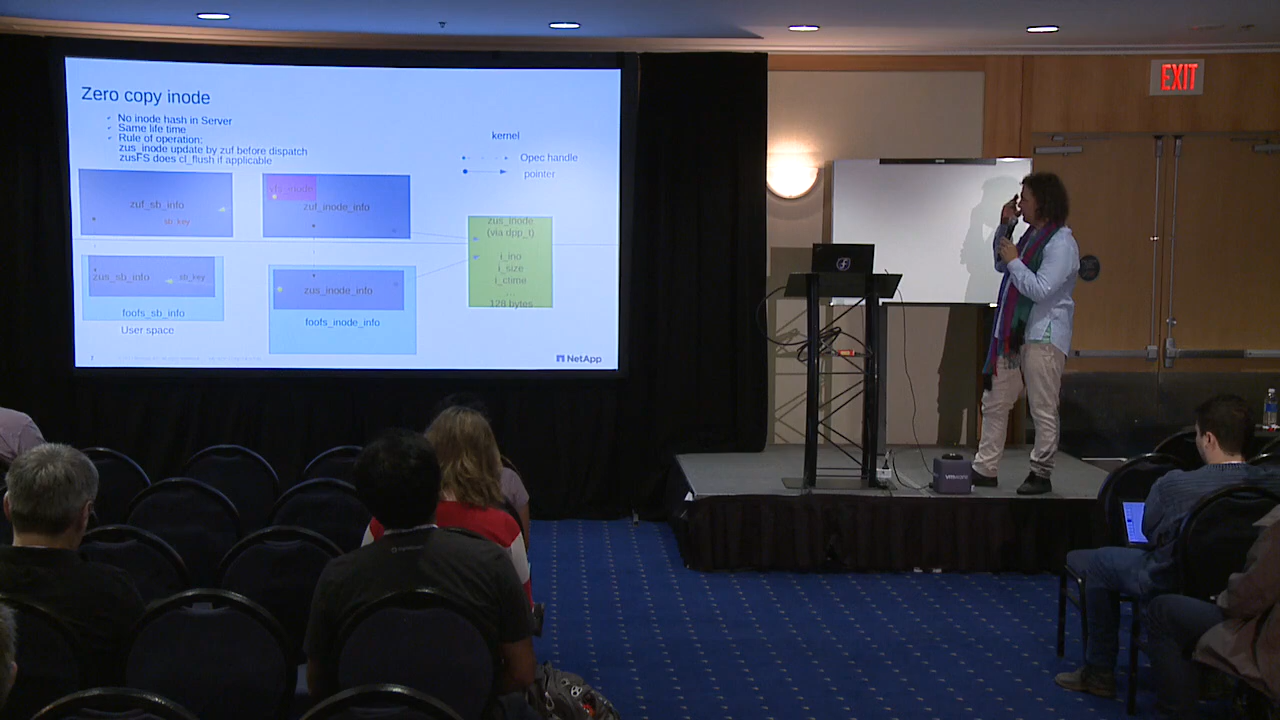 Zero copy inode
No inode hash in Server
Same life time
Rule of operation:
zus_inode update by zuf before dispatch
zusFS does cl_flush if applicable
kernel
Opec handle
pointer
zuf_sb_info
sb_key
vfs_inode
zuf_inode_info
zus_inode
(via dpp_t)
i_ino
i_size
i_ctime
...
128 bytes
zus_sb_info
sb_key
foofs_sb_info
User space
zus_inode_info
foofs_inode_info
NetApp
EXIT
vmware